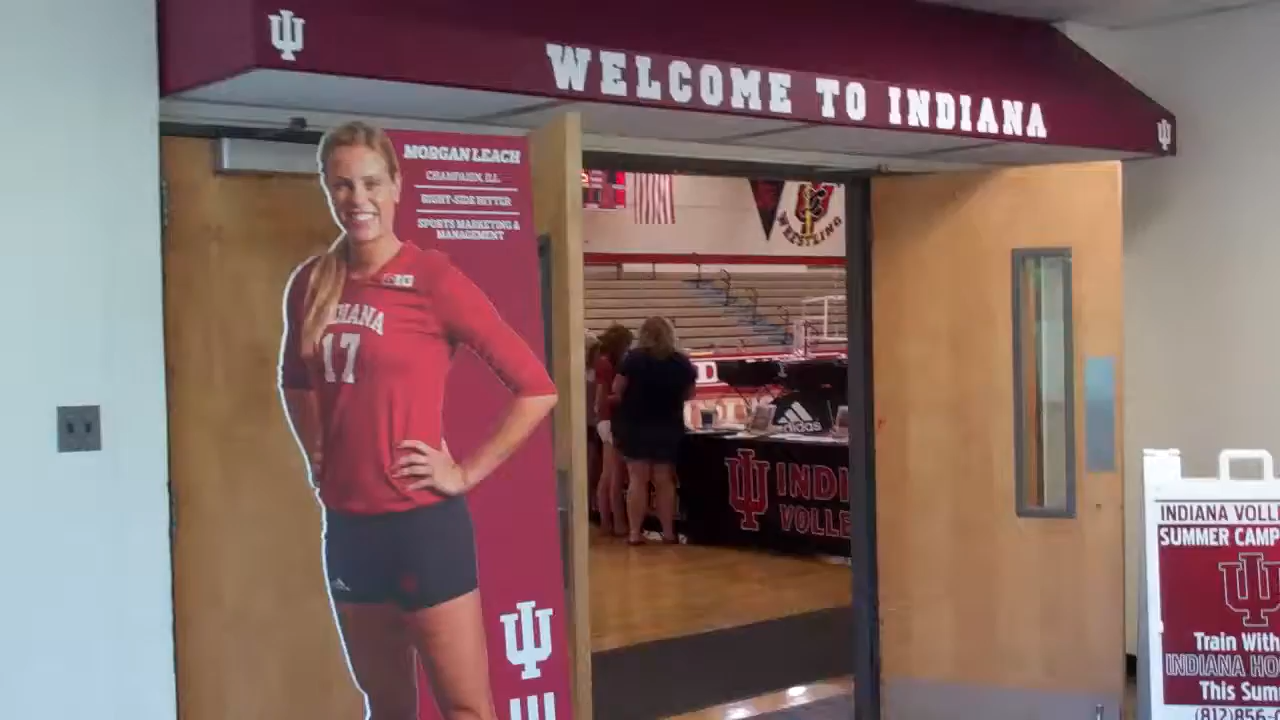 WELCOME TO INDIANA
MORGAN LEACH
CHAMPAIGN, ILL.
RIGHT-SIDE HITTER
SPORTS MARKETING &
MANAGEMENT
INDIANA
17
WRESTLING
adidas
INDI
VOLLE
INDIANA VOLL
SUMMER CAMP
Train With
INDIANA HO
This Sum
(812)856-